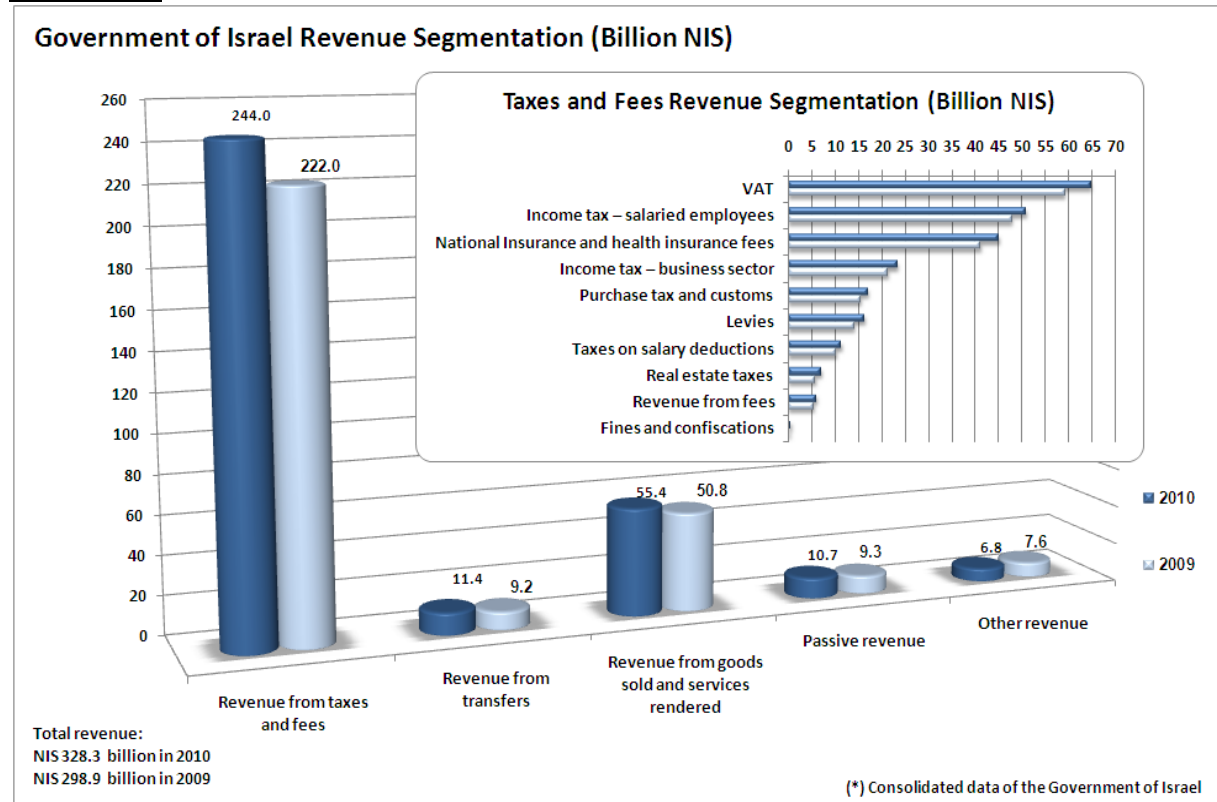 Government of Israel Revenue Segmentation (Billion NIS)
Taxes and Fees Revenue Segmentation (Billion NIS)
0 5 10 15 20 25 30 35 40 45 50 55 60 65 70
VAT
Income tax – salaried employees
National Insurance and health insurance fees
Income tax – business sector
Purchase tax and customs
Levies
Taxes on salary deductions
Real estate taxes
Revenue from fees
Fines and confiscations
260
240
220
200
180
160
140
120
100
80
60
40
20
0
244.0
222.0
11.4
9.2
55.4
50.8
10.7
9.3
6.8
7.6
2010
2009
Revenue from taxes
and fees
Revenue from
transfers
Revenue from goods
sold and services
rendered
Passive revenue
Other revenue
Total revenue:
NIS 328.3 billion in 2010
NIS 298.9 billion in 2009
(*) Consolidated data of the Government of Israel